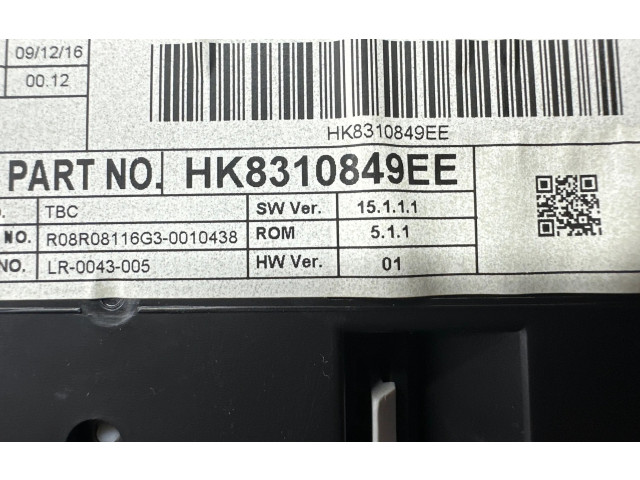 09/12/16
00.12
HK8310849EE
PART NO. HK8310849EE
TBC SW Ver. 15.1.1.1
NO. R08R08116G3-0010438 ROM 5.1.1
NO. LR-0043-005 HW Ver. 01